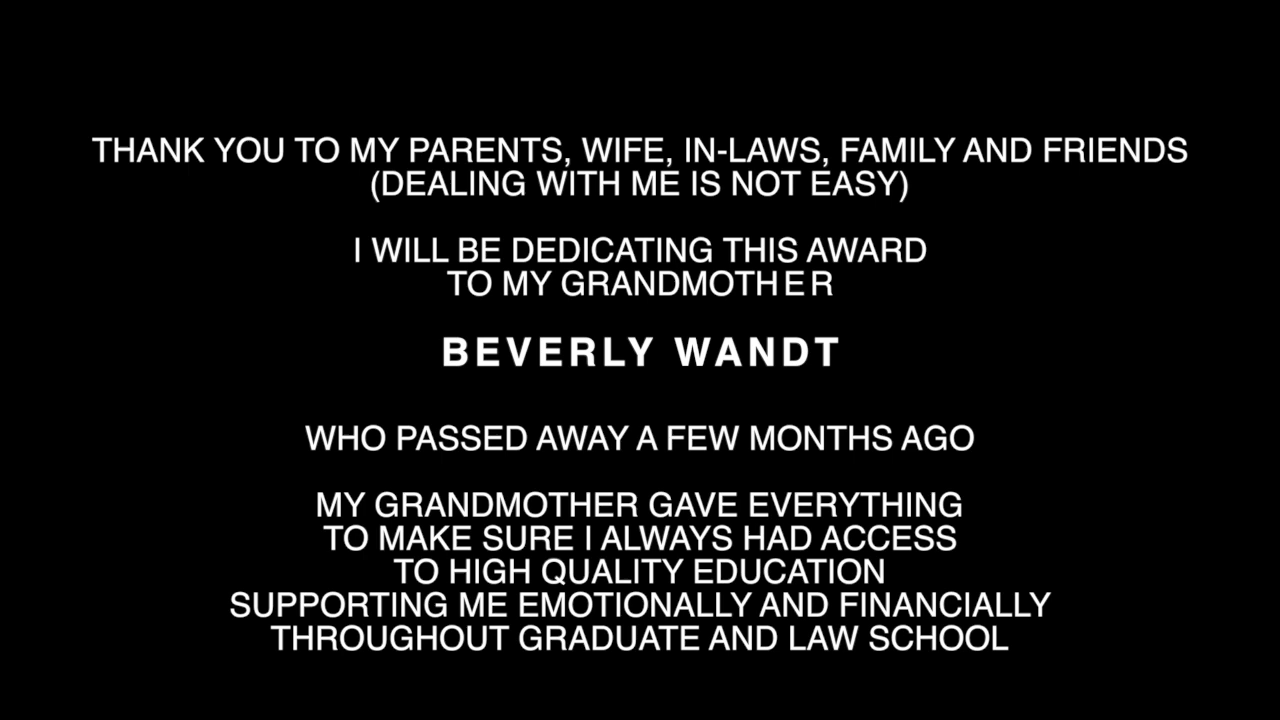 THANK YOU TO MY PARENTS, WIFE, IN-LAWS, FAMILY AND FRIENDS
(DEALING WITH ME IS NOT EASY)
I WILL BE DEDICATING THIS AWARD
TO MY GRANDMOTHER
BEVERLY WANDT
WHO PASSED AWAY A FEW MONTHS AGO
MY GRANDMOTHER GAVE EVERYTHING
TO MAKE SURE I ALWAYS HAD ACCESS
TO HIGH QUALITY EDUCATION
SUPPORTING ME EMOTIONALLY AND FINANCIALLY
THROUGHOUT GRADUATE AND LAW SCHOOL